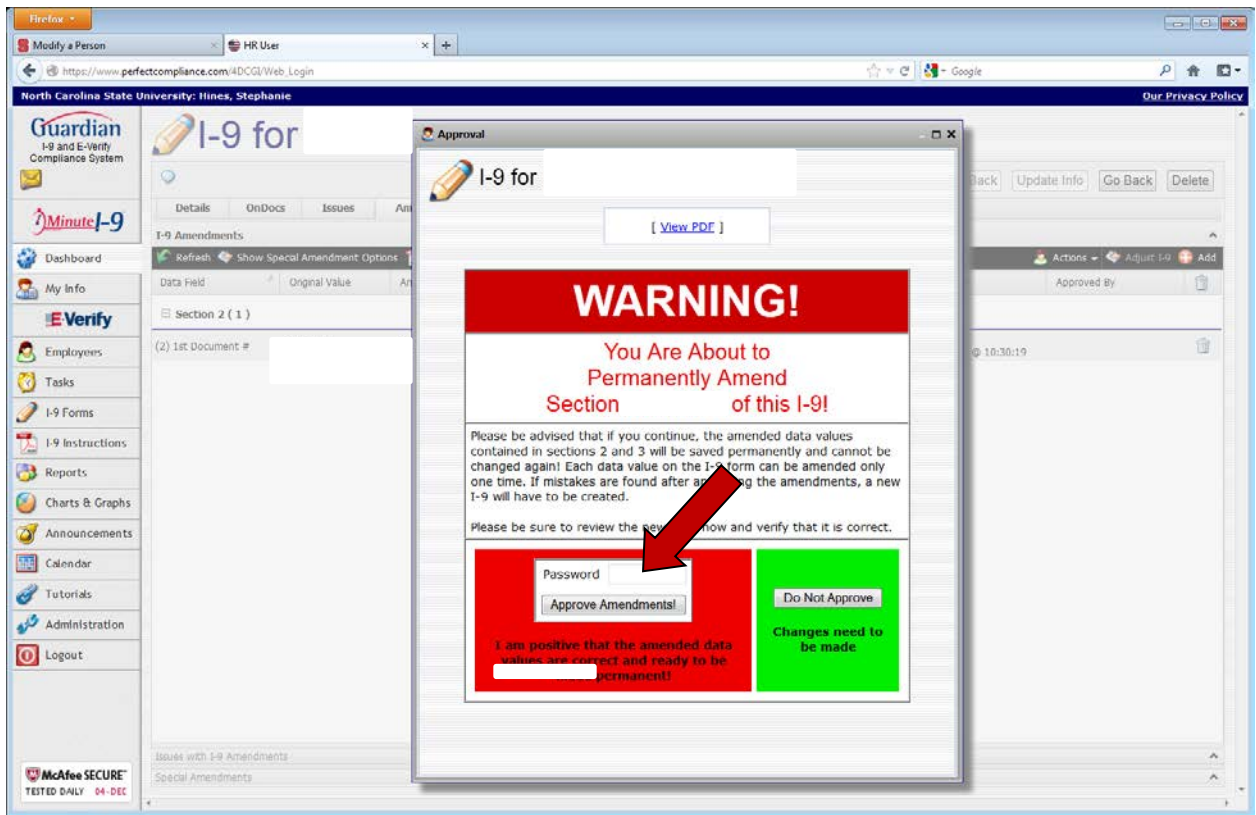 Firefox
Modify a Person
HR User
https://www.perfectcompliance.com/4DCGI/Web_Login
Google
North Carolina State University: Hines, Stephanie
Our Privacy Policy
Guardian
I-9 and E-Verify
Compliance System
Minute I-9
Dashboard
My Info
E-Verify
Employees
Tasks
I-9 Forms
I-9 Instructions
Reports
Charts & Graphs
Announcements
Calendar
Tutorials
Administration
Logout
McAfee SECURE
TESTED DAILY 04-DEC
I-9 for
Back Update Info Go Back Delete
Details OnDocs Issues
I-9 Amendments
Refresh Show Special Amendment Options
Actions Adjust I-9 Add
Data Field Original Value
Approved By
Section 2 ( 1 )
(2) 1st Document #
@ 10:30:19
Issues with I-9 Amendments
Special Amendments
Approval
I-9 for
[ View PDF ]
WARNING!
You Are About to
Permanently Amend
Section of this I-9!
Please be advised that if you continue, the amended data values
contained in sections 2 and 3 will be saved permanently and cannot be
changed again! Each data value on the I-9 form can be amended only
one time. If mistakes are found after the amendments, a new
I-9 will have to be created.
Please be sure to review the new now and verify that it is correct.
Password
Approve Amendments!
I am positive that the amended data
values are correct and ready to be
permanent!
Do Not Approve
Changes need to
be made